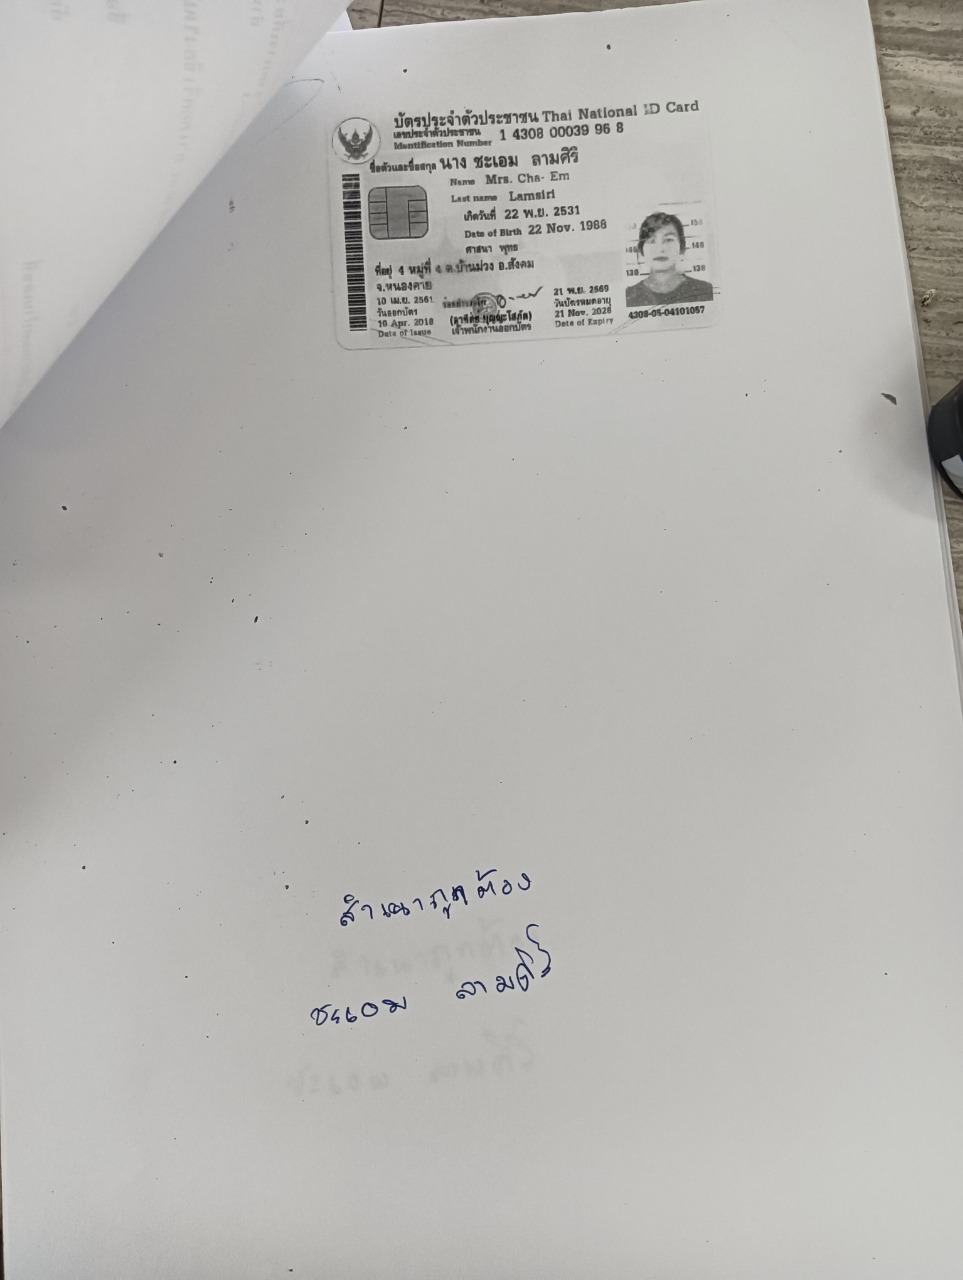 บัตรประจำตัวประชาชน Thai National ID Card
เลขประจำตัวประชาชน
Identification Number 1 4308 00039 96 8
ชื่อตัวและชื่อสกุล นาง ชะเอม ลามศิริ
Name Mrs. Cha- Em
Last name Lamsiri
เกิดวันที่ 22 พ.ย. 2531
Date of Birth 22 Nov. 1988
ศาสนา พุทธ
ที่อยู่ 4 หมู่ที่ 4 ต.บ้านม่วง อ.สังคม
จ.หนองคาย
10 เม.ย. 2561
วันออกบัตร
10 Apr. 2018
Date of Issue
เจ้าพนักงานออกบัตร
21 พ.ย. 2569
วันบัตรหมดอายุ
21 Nov. 2026
Date of Expiry
150
140 140
130 130
4308-05-04101057
สำเนาถูกต้อง
ชะเอม ลามศิริ